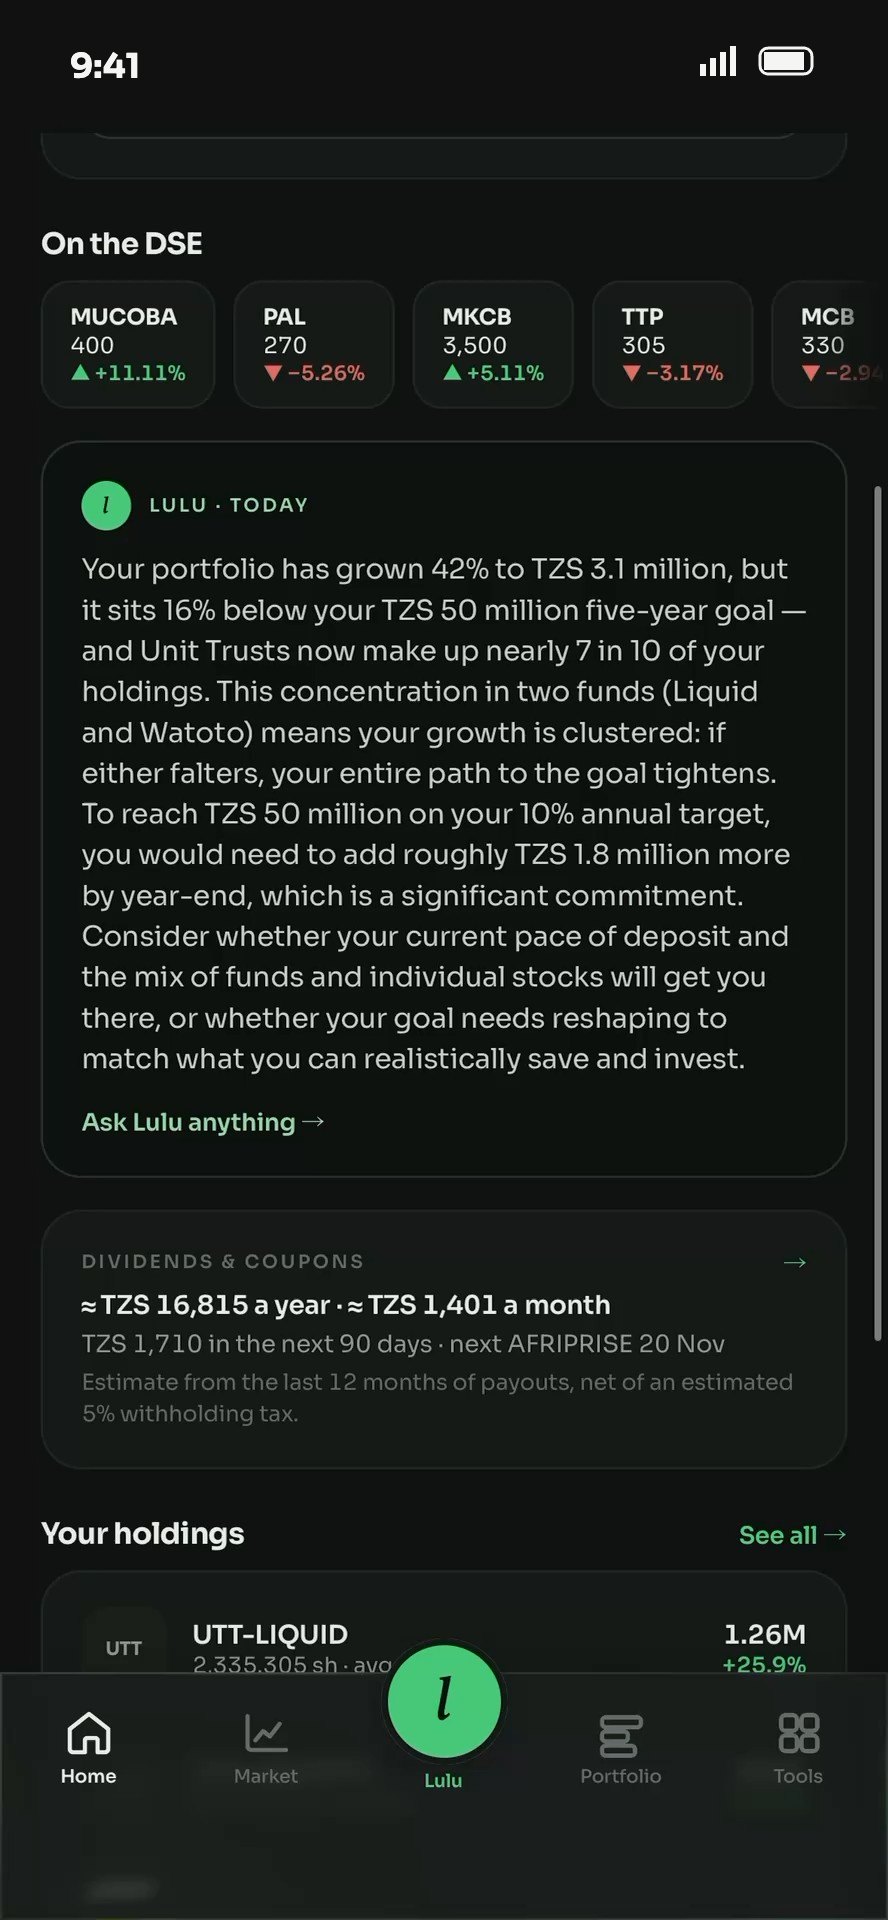 9:41
On the DSE
MUCOBA
400
▲ +11.11%
PAL
270
▼ −5.26%
MKCB
3,500
▲ +5.11%
TTP
305
▼ −3.17%
MCB
330
▼ −2.94
l LULU · TODAY
Your portfolio has grown 42% to TZS 3.1 million, but
it sits 16% below your TZS 50 million five-year goal —
and Unit Trusts now make up nearly 7 in 10 of your
holdings. This concentration in two funds (Liquid
and Watoto) means your growth is clustered: if
either falters, your entire path to the goal tightens.
To reach TZS 50 million on your 10% annual target,
you would need to add roughly TZS 1.8 million more
by year-end, which is a significant commitment.
Consider whether your current pace of deposit and
the mix of funds and individual stocks will get you
there, or whether your goal needs reshaping to
match what you can realistically save and invest.
Ask Lulu anything →
DIVIDENDS & COUPONS →
≈ TZS 16,815 a year · ≈ TZS 1,401 a month
TZS 1,710 in the next 90 days · next AFRIPRISE 20 Nov
Estimate from the last 12 months of payouts, net of an estimated
5% withholding tax.
Your holdings See all →
UTT
UTT-LIQUID 1.26M
2,335.305 sh · avg +25.9%
l
Home Market Lulu Portfolio Tools